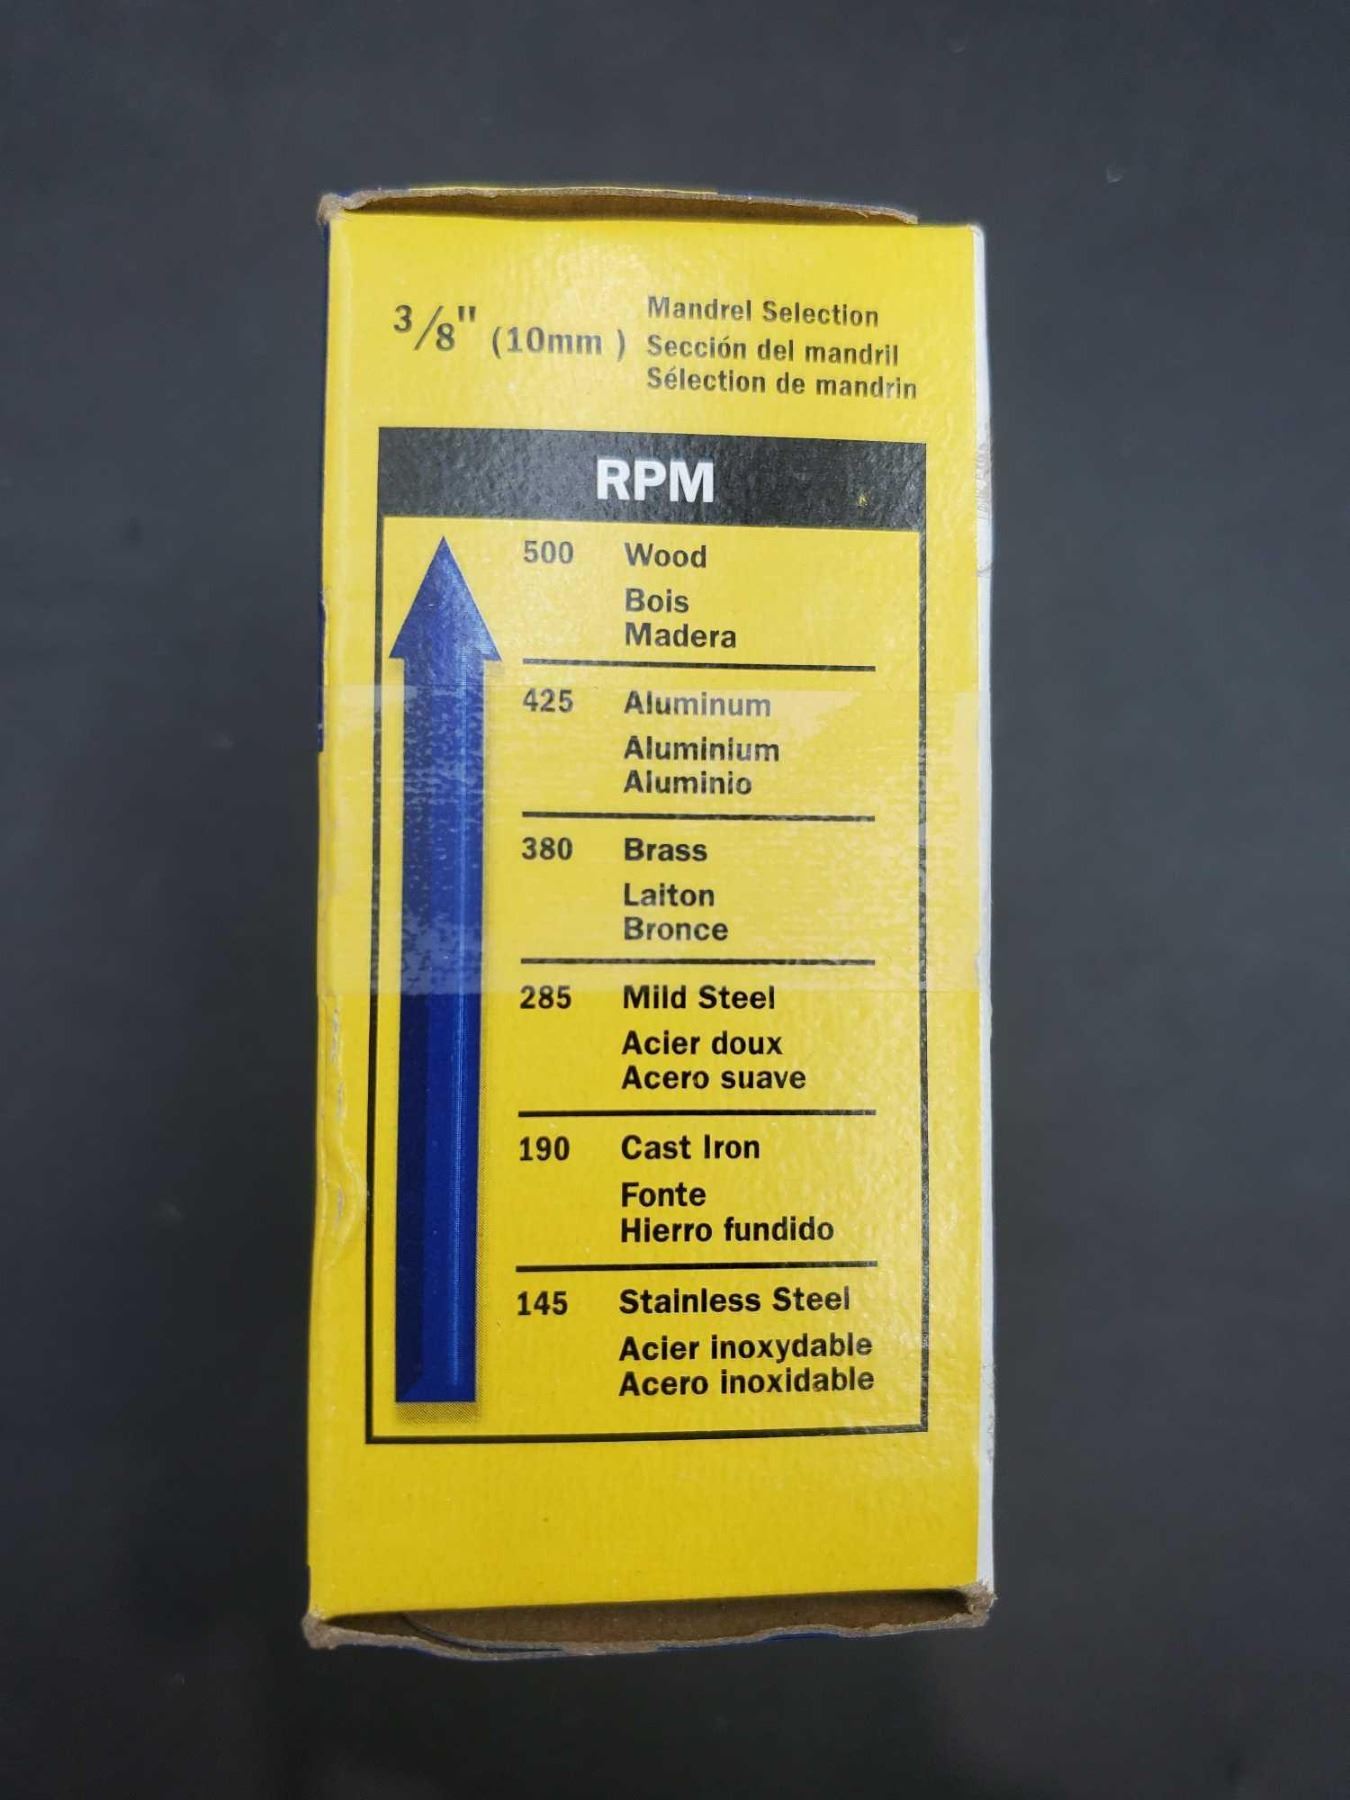 3/8" (10mm )
Mandrel Selection
Sección del mandril
Sélection de mandrin
RPM
500 Wood
Bois
Madera
425 Aluminum
Aluminium
Aluminio
380 Brass
Laiton
Bronce
285 Mild Steel
Acier doux
Acero suave
190 Cast Iron
Fonte
Hierro fundido
145 Stainless Steel
Acier inoxydable
Acero inoxidable